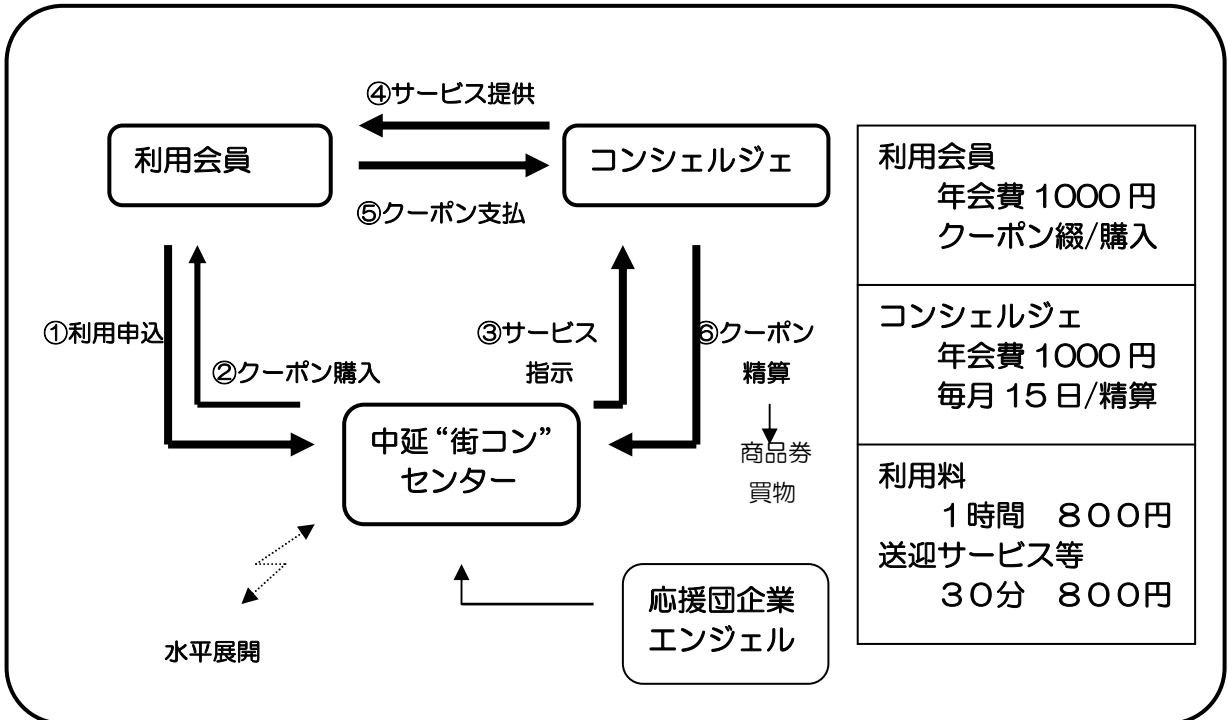 ④サービス提供
利用会員
コンシェルジェ
⑤クーポン支払
①利用申込
②クーポン購入
③サービス
指示
⑥クーポン
精算
商品券
買物
中延“街コン”
センター
応援団企業
エンジェル
水平展開
利用会員
年会費 1000 円
クーポン綴/購入
コンシェルジェ
年会費 1000 円
毎月 15 日/精算
利用料
１時間　８００円
送迎サービス等
３０分　８００円